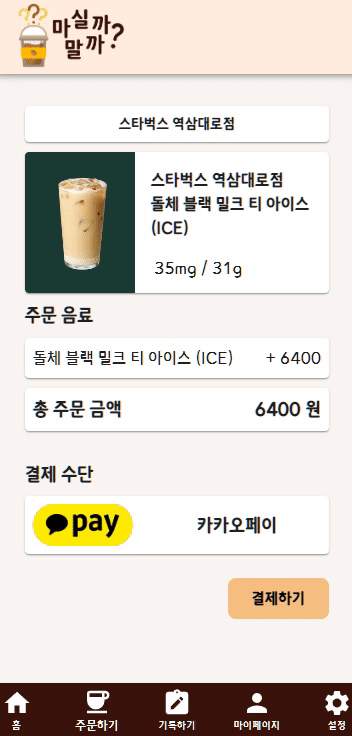 ??
마실까
말까?
스타벅스 역삼대로점
스타벅스 역삼대로점
돌체 블랙 밀크 티 아이스
(ICE)
35mg / 31g
주문 음료
돌체 블랙 밀크 티 아이스 (ICE) + 6400
총 주문 금액 6400 원
결제 수단
pay 카카오페이
결제하기
홈 주문하기 기록하기 마이페이지 설정